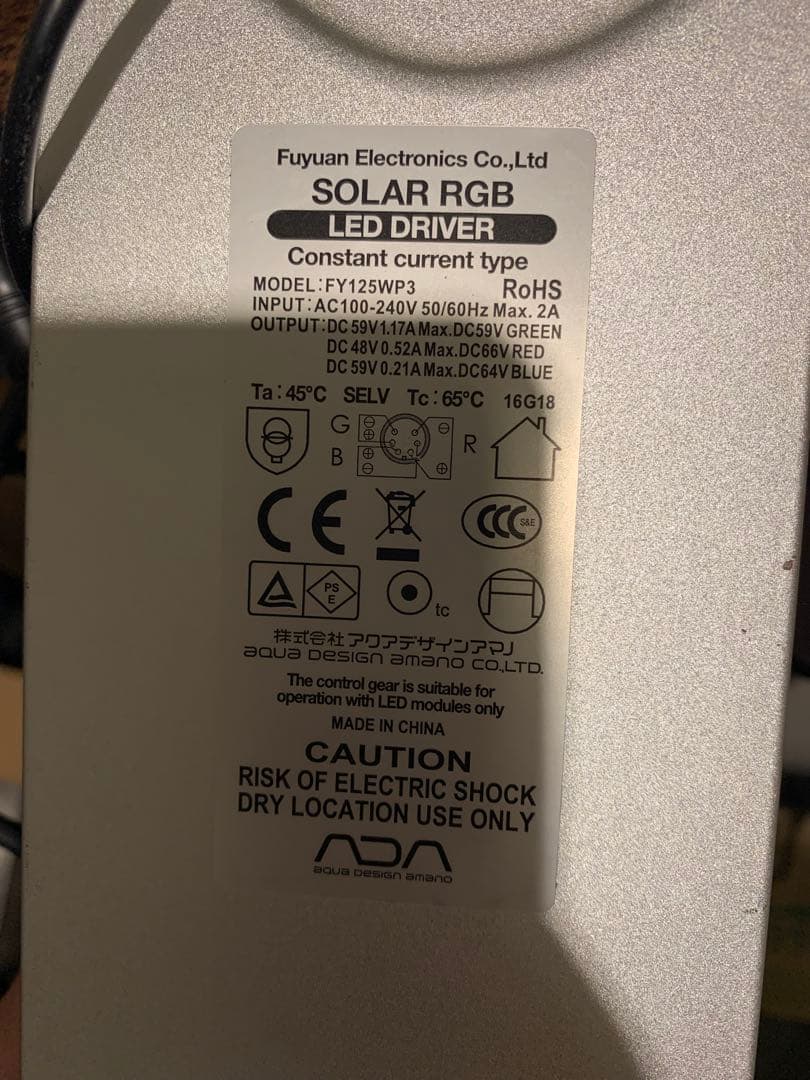 Fuyuan Electronics Co.,Ltd
SOLAR RGB
LED DRIVER
Constant current type
MODEL:FY125WP3 RoHS
INPUT:AC100-240V 50/60Hz Max. 2A
OUTPUT:DC 59V 1.17A Max.DC59V GREEN
DC 48V 0.52A Max.DC66V RED
DC 59V 0.21A Max.DC64V BLUE
Ta:45°C SELV Tc:65°C 16G18
G
B
R
CE
CCC S&E
PS
E
tc
株式会社アクアデザインアマノ
aqua DESIGN amano CO.,LTD.
The control gear is suitable for
operation with LED modules only
MADE IN CHINA
CAUTION
RISK OF ELECTRIC SHOCK
DRY LOCATION USE ONLY
ADA
aqua DESIGN amano